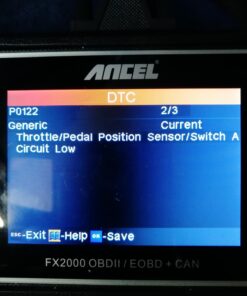 ANCEL
DTC
P0122 2/3
Generic Current
Throttle/Pedal Position Sensor/Switch A
Circuit Low
ESC -Exit -Help OK -Save
FX2000 OBDII / EOBD + CAN